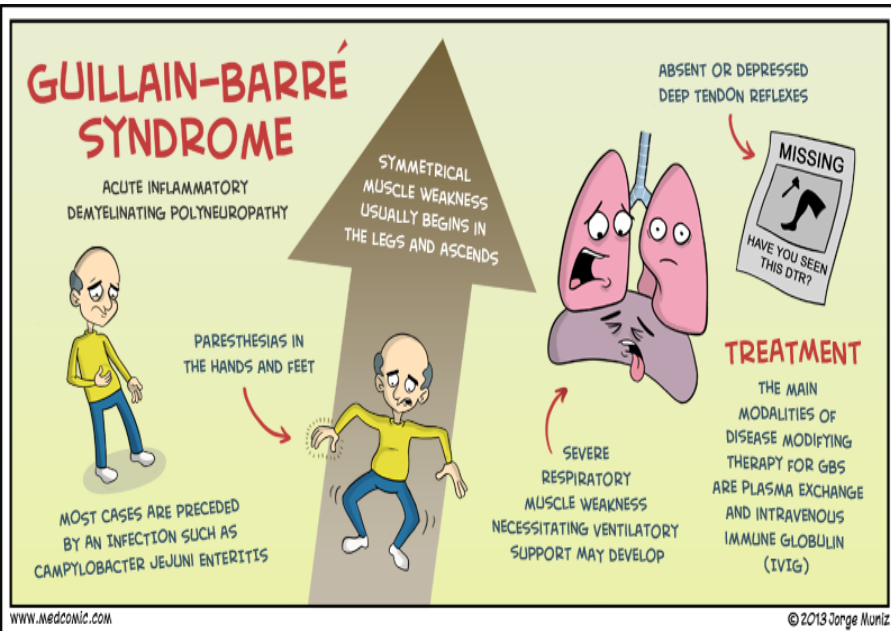 GUILLAIN-BARRÉ
SYNDROME
ACUTE INFLAMMATORY
DEMYELINATING POLYNEUROPATHY
MOST CASES ARE PRECEDED
BY AN INFECTION SUCH AS
CAMPYLOBACTER JEJUNI ENTERITIS
PARESTHESIAS IN
THE HANDS AND FEET
SYMMETRICAL
MUSCLE WEAKNESS
USUALLY BEGINS IN
THE LEGS AND ASCENDS
SEVERE
RESPIRATORY
MUSCLE WEAKNESS
NECESSITATING VENTILATORY
SUPPORT MAY DEVELOP
ABSENT OR DEPRESSED
DEEP TENDON REFLEXES
MISSING
HAVE YOU SEEN
THIS DTR?
TREATMENT
THE MAIN
MODALITIES OF
DISEASE MODIFYING
THERAPY FOR GBS
ARE PLASMA EXCHANGE
AND INTRAVENOUS
IMMUNE GLOBULIN
(IVIG)
www.medcomic.com
© 2013 Jorge Muniz